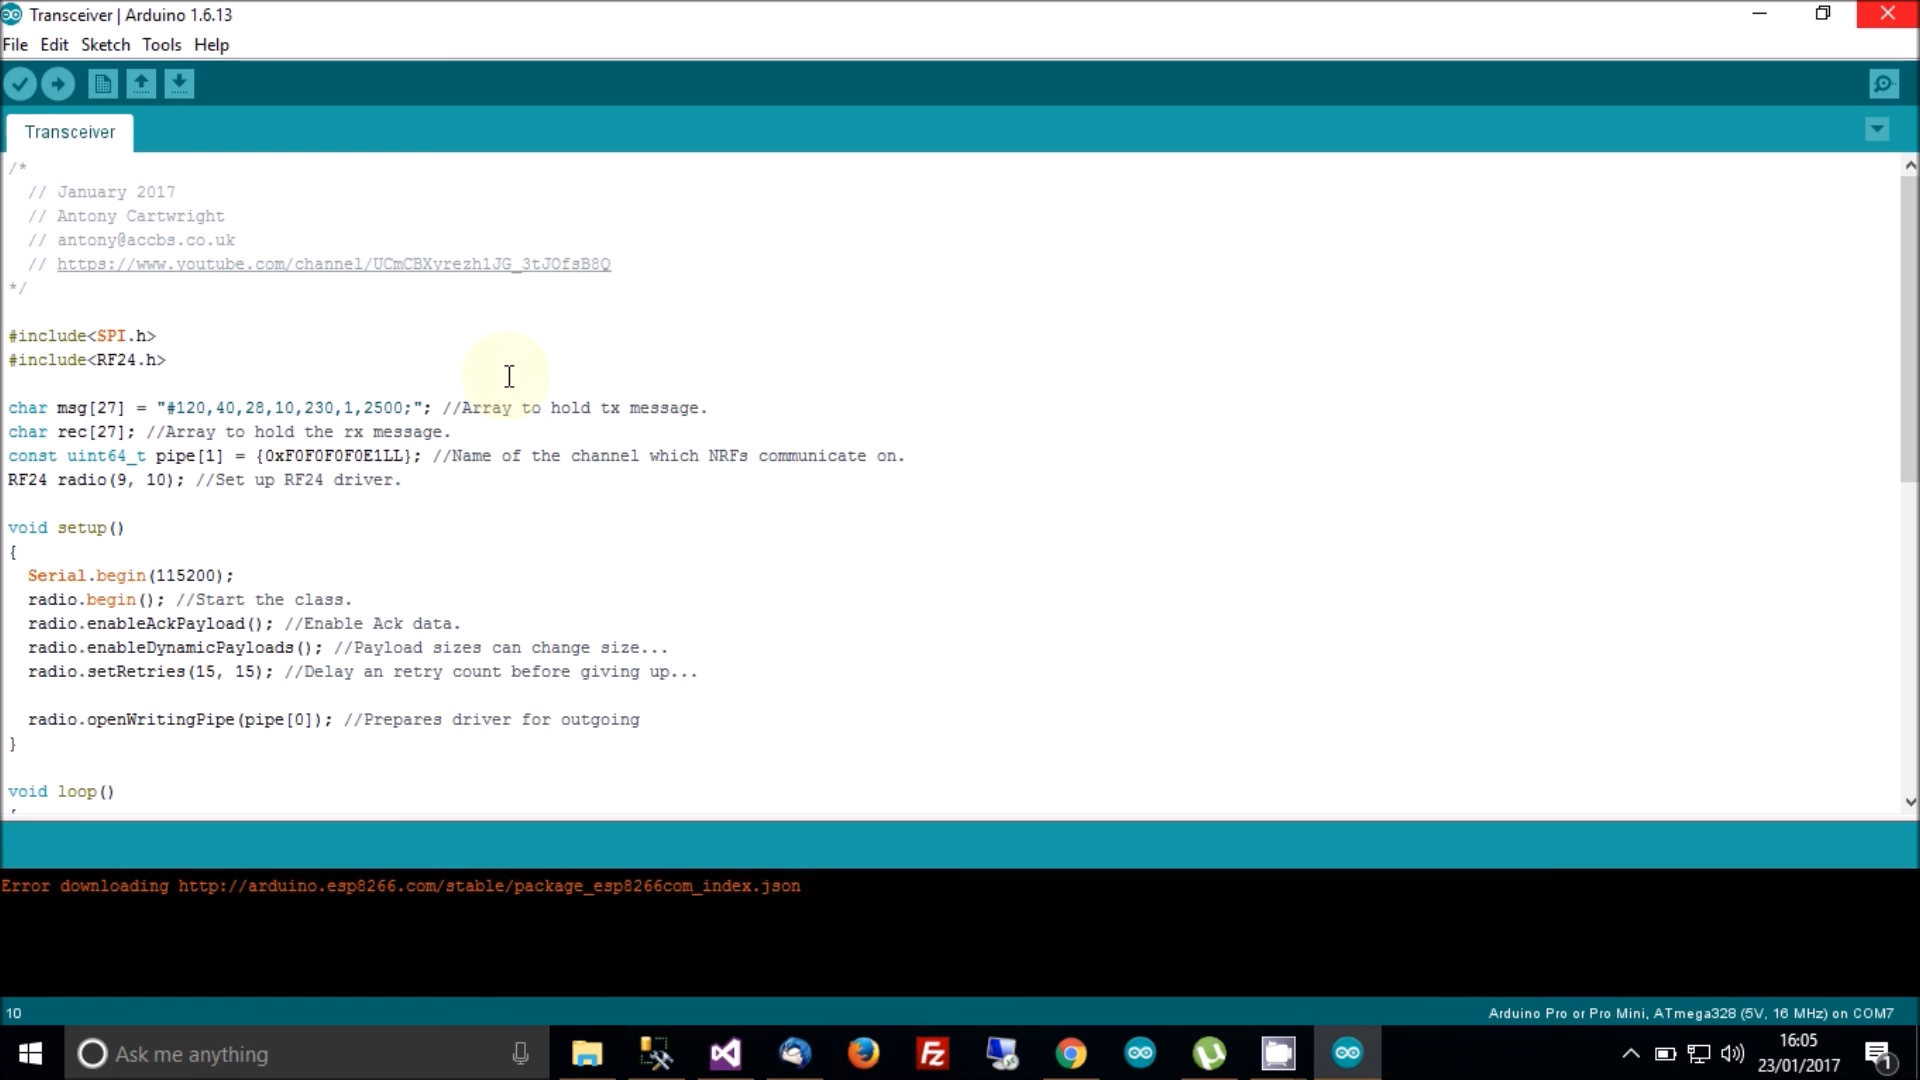 Transceiver | Arduino 1.6.13
File Edit Sketch Tools Help
Transceiver
/*
// January 2017
// Antony Cartwright
// antony@accbs.co.uk
// https://www.youtube.com/channel/UCmCBXyrezh1JG_3tJOfsB8Q
*/
#include<SPI.h>
#include<RF24.h>
char msg[27] = "#120,40,28,10,230,1,2500;"; //Array to hold tx message.
char rec[27]; //Array to hold the rx message.
const uint64_t pipe[1] = {0xF0F0F0F0E1LL}; //Name of the channel which NRFs communicate on.
RF24 radio(9, 10); //Set up RF24 driver.
void setup()
{
Serial.begin(115200);
radio.begin(); //Start the class.
radio.enableAckPayload(); //Enable Ack data.
radio.enableDynamicPayloads(); //Payload sizes can change size...
radio.setRetries(15, 15); //Delay an retry count before giving up...
radio.openWritingPipe(pipe[0]); //Prepares driver for outgoing
}
void loop()
Error downloading http://arduino.esp8266.com/stable/package_esp8266com_index.json
10
Arduino Pro or Pro Mini, ATmega328 (5V, 16 MHz) on COM7
Ask me anything
Fz
16:05
23/01/2017
1